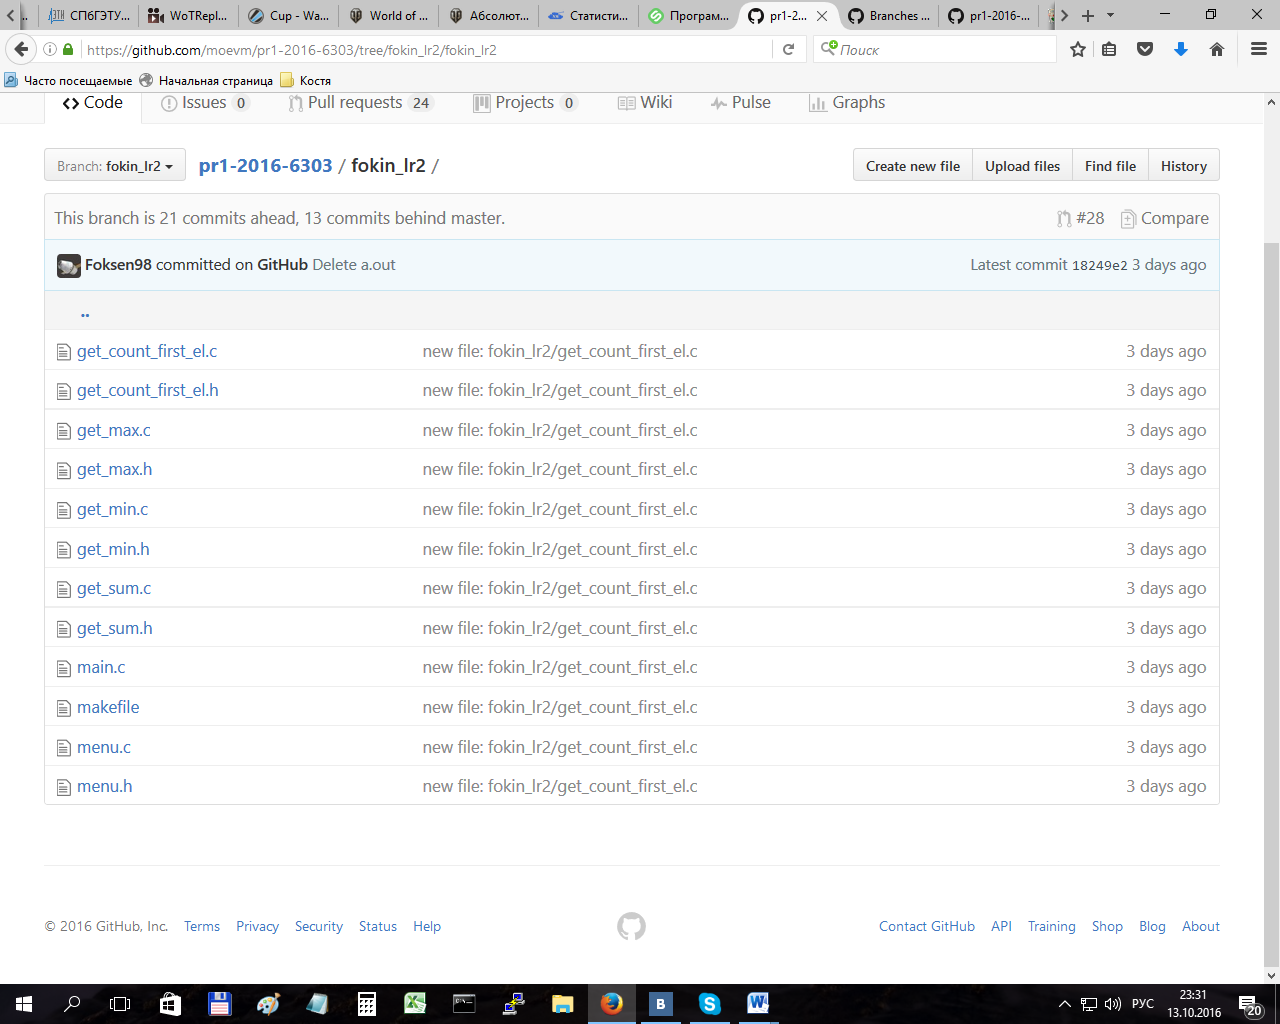 СПбГЭТУ...
WoTRepl...
Cup - Wa...
World of ...
Абсолют...
Статисти...
Програм...
pr1-2...
Branches ...
pr1-2016-...
https://github.com/moevm/pr1-2016-6303/tree/fokin_lr2/fokin_lr2
Поиск
Часто посещаемые Начальная страница Костя
Code Issues 0 Pull requests 24 Projects 0 Wiki Pulse Graphs
Branch: fokin_lr2 pr1-2016-6303 / fokin_lr2 / Create new file Upload files Find file History
This branch is 21 commits ahead, 13 commits behind master. #28 Compare
Foksen98 committed on GitHub Delete a.out Latest commit 18249e2 3 days ago
..
get_count_first_el.c new file: fokin_lr2/get_count_first_el.c 3 days ago
get_count_first_el.h new file: fokin_lr2/get_count_first_el.c 3 days ago
get_max.c new file: fokin_lr2/get_count_first_el.c 3 days ago
get_max.h new file: fokin_lr2/get_count_first_el.c 3 days ago
get_min.c new file: fokin_lr2/get_count_first_el.c 3 days ago
get_min.h new file: fokin_lr2/get_count_first_el.c 3 days ago
get_sum.c new file: fokin_lr2/get_count_first_el.c 3 days ago
get_sum.h new file: fokin_lr2/get_count_first_el.c 3 days ago
main.c new file: fokin_lr2/get_count_first_el.c 3 days ago
makefile new file: fokin_lr2/get_count_first_el.c 3 days ago
menu.c new file: fokin_lr2/get_count_first_el.c 3 days ago
menu.h new file: fokin_lr2/get_count_first_el.c 3 days ago
© 2016 GitHub, Inc. Terms Privacy Security Status Help Contact GitHub API Training Shop Blog About
РУС
23:31
13.10.2016
20